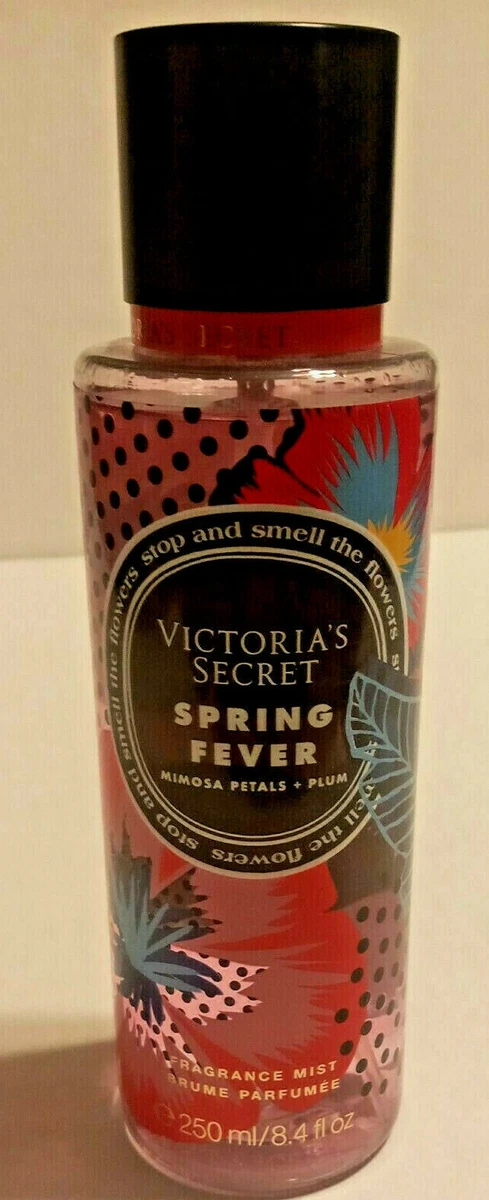 stop and smell the flowers
stop and smell the flowers
VICTORIA'S
SECRET
SPRING
FEVER
MIMOSA PETALS + PLUM
FRAGRANCE MIST
BRUME PARFUMÉE
℮ 250 ml/8.4 fl oz